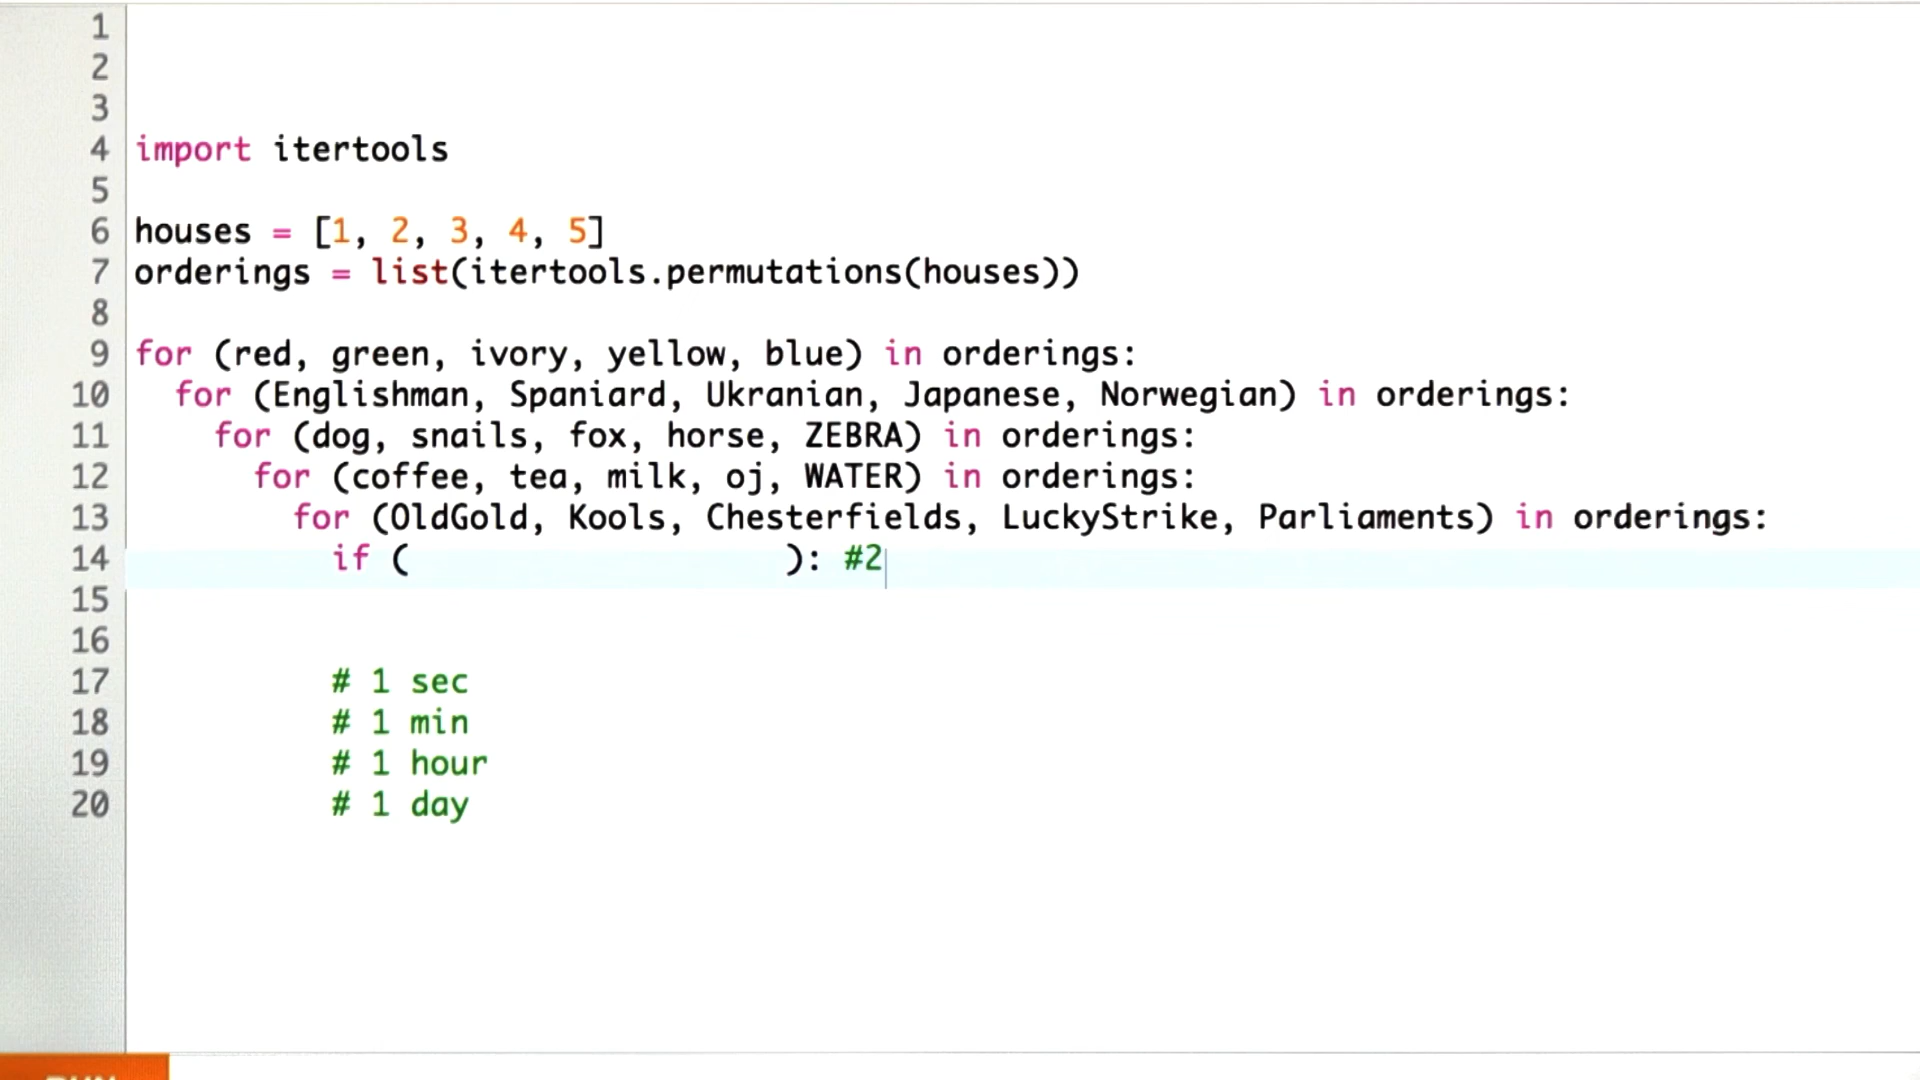 1
2
3
4 import itertools
5
6 houses = [1, 2, 3, 4, 5]
7 orderings = list(itertools.permutations(houses))
8
9 for (red, green, ivory, yellow, blue) in orderings:
10 for (Englishman, Spaniard, Ukranian, Japanese, Norwegian) in orderings:
11 for (dog, snails, fox, horse, ZEBRA) in orderings:
12 for (coffee, tea, milk, oj, WATER) in orderings:
13 for (OldGold, Kools, Chesterfields, LuckyStrike, Parliaments) in orderings:
14 if ( ): #2
15
16
17 # 1 sec
18 # 1 min
19 # 1 hour
20 # 1 day